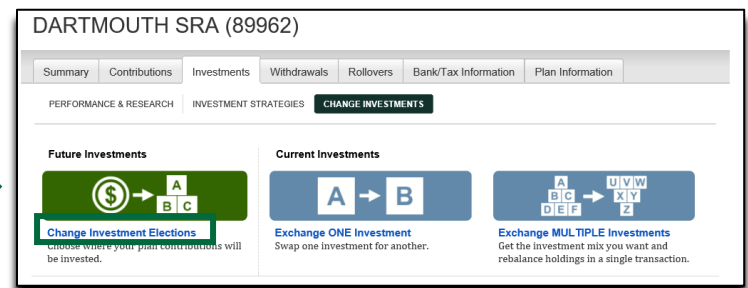 DARTMOUTH SRA (89962)
Summary Contributions Investments Withdrawals Rollovers Bank/Tax Information Plan Information
PERFORMANCE & RESEARCH INVESTMENT STRATEGIES CHANGE INVESTMENTS
Future Investments
$ A
B C
Change Investment Elections
Choose where your plan contributions will
be invested.
Current Investments
A B
Exchange ONE Investment
Swap one investment for another.
A U V W
B C X Y
D E F Z
Exchange MULTIPLE Investments
Get the investment mix you want and
rebalance holdings in a single transaction.